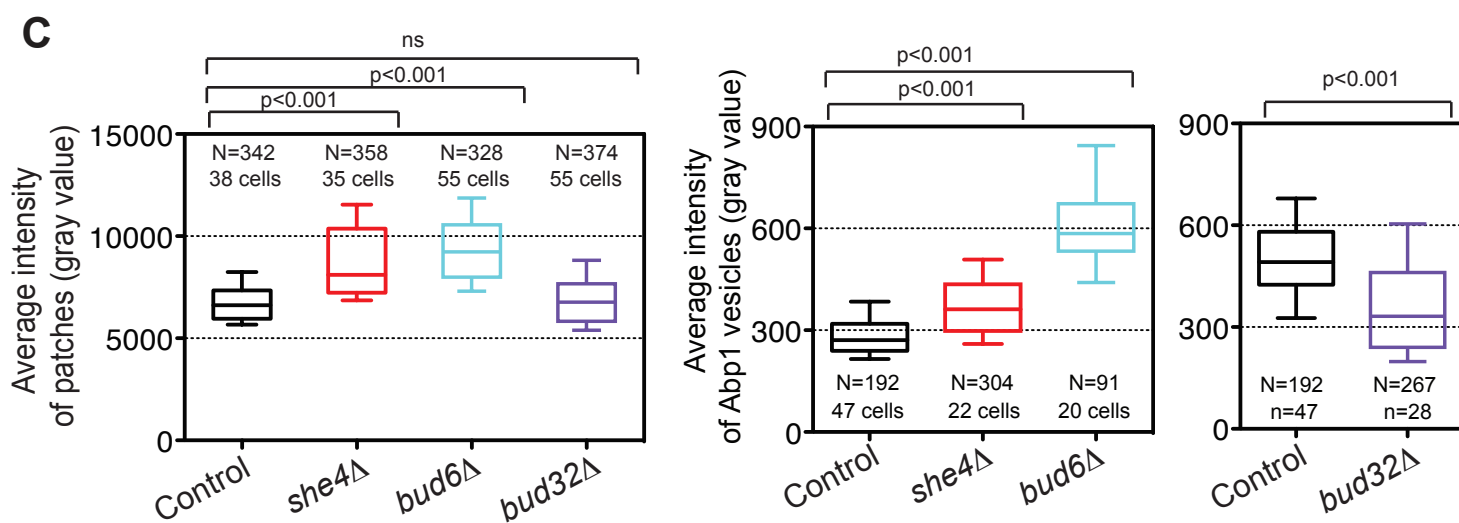 C
ns
p<0.001
p<0.001
Average intensity
of patches (gray value)
15000
10000
5000
0
N=342
38 cells
N=358
35 cells
N=328
55 cells
N=374
55 cells
Control
she4Δ
bud6Δ
bud32Δ
p<0.001
p<0.001
Average intensity
of Abp1 vesicles (gray value)
900
600
300
0
N=192
47 cells
N=304
22 cells
N=91
20 cells
Control
she4Δ
bud6Δ
p<0.001
900
600
300
0
N=192
n=47
N=267
n=28
Control
bud32Δ